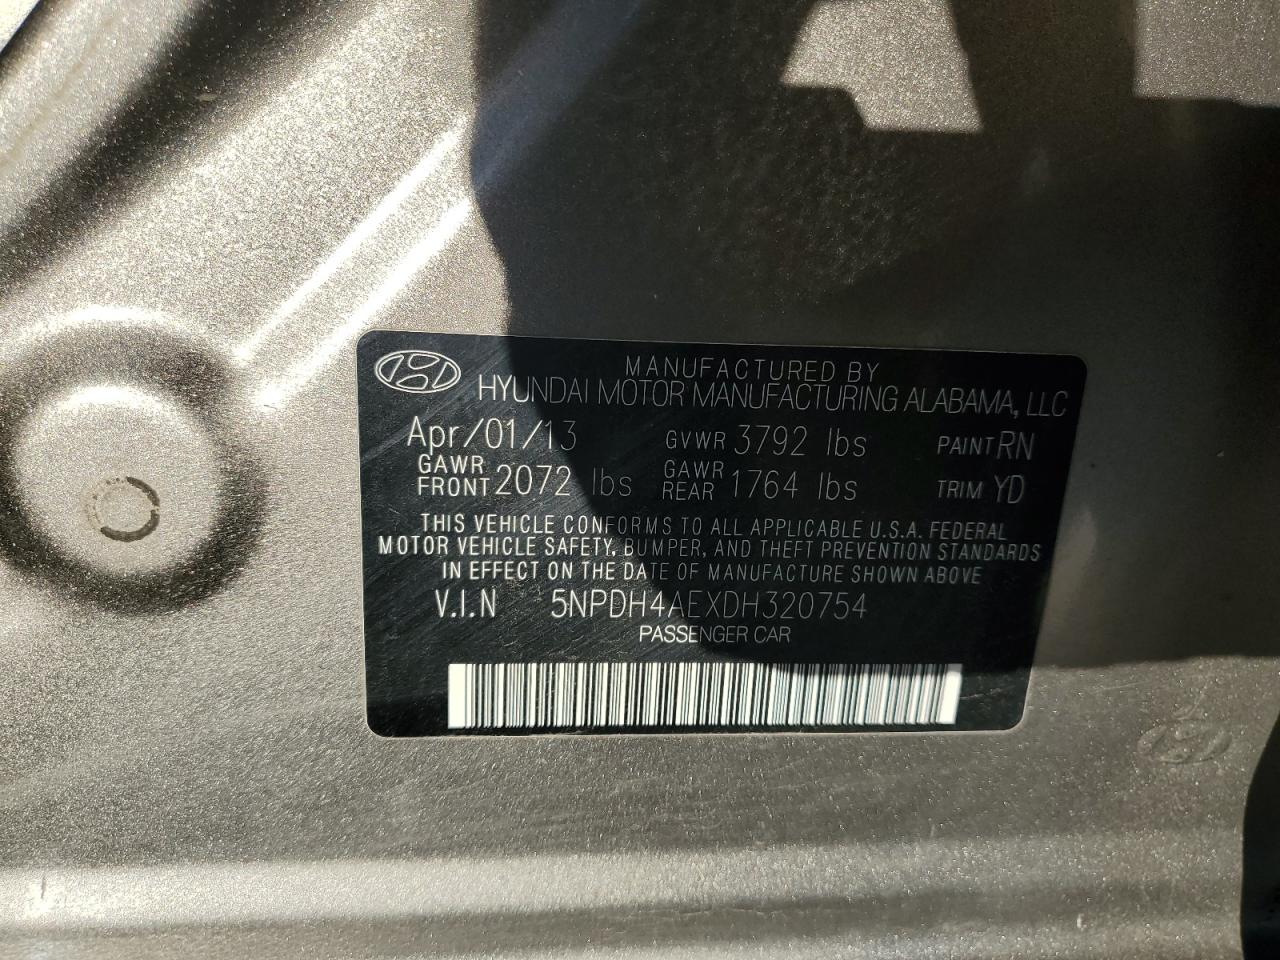 MANUFACTURED BY
HYUNDAI MOTOR MANUFACTURING ALABAMA, LLC
Apr/01/13 GVWR 3792 lbs PAINT RN
GAWR FRONT 2072 lbs GAWR REAR 1764 lbs TRIM YD
THIS VEHICLE CONFORMS TO ALL APPLICABLE U.S.A. FEDERAL
MOTOR VEHICLE SAFETY, BUMPER, AND THEFT PREVENTION STANDARDS
IN EFFECT ON THE DATE OF MANUFACTURE SHOWN ABOVE
V.I.N 5NPDH4AEXDH320754
PASSENGER CAR